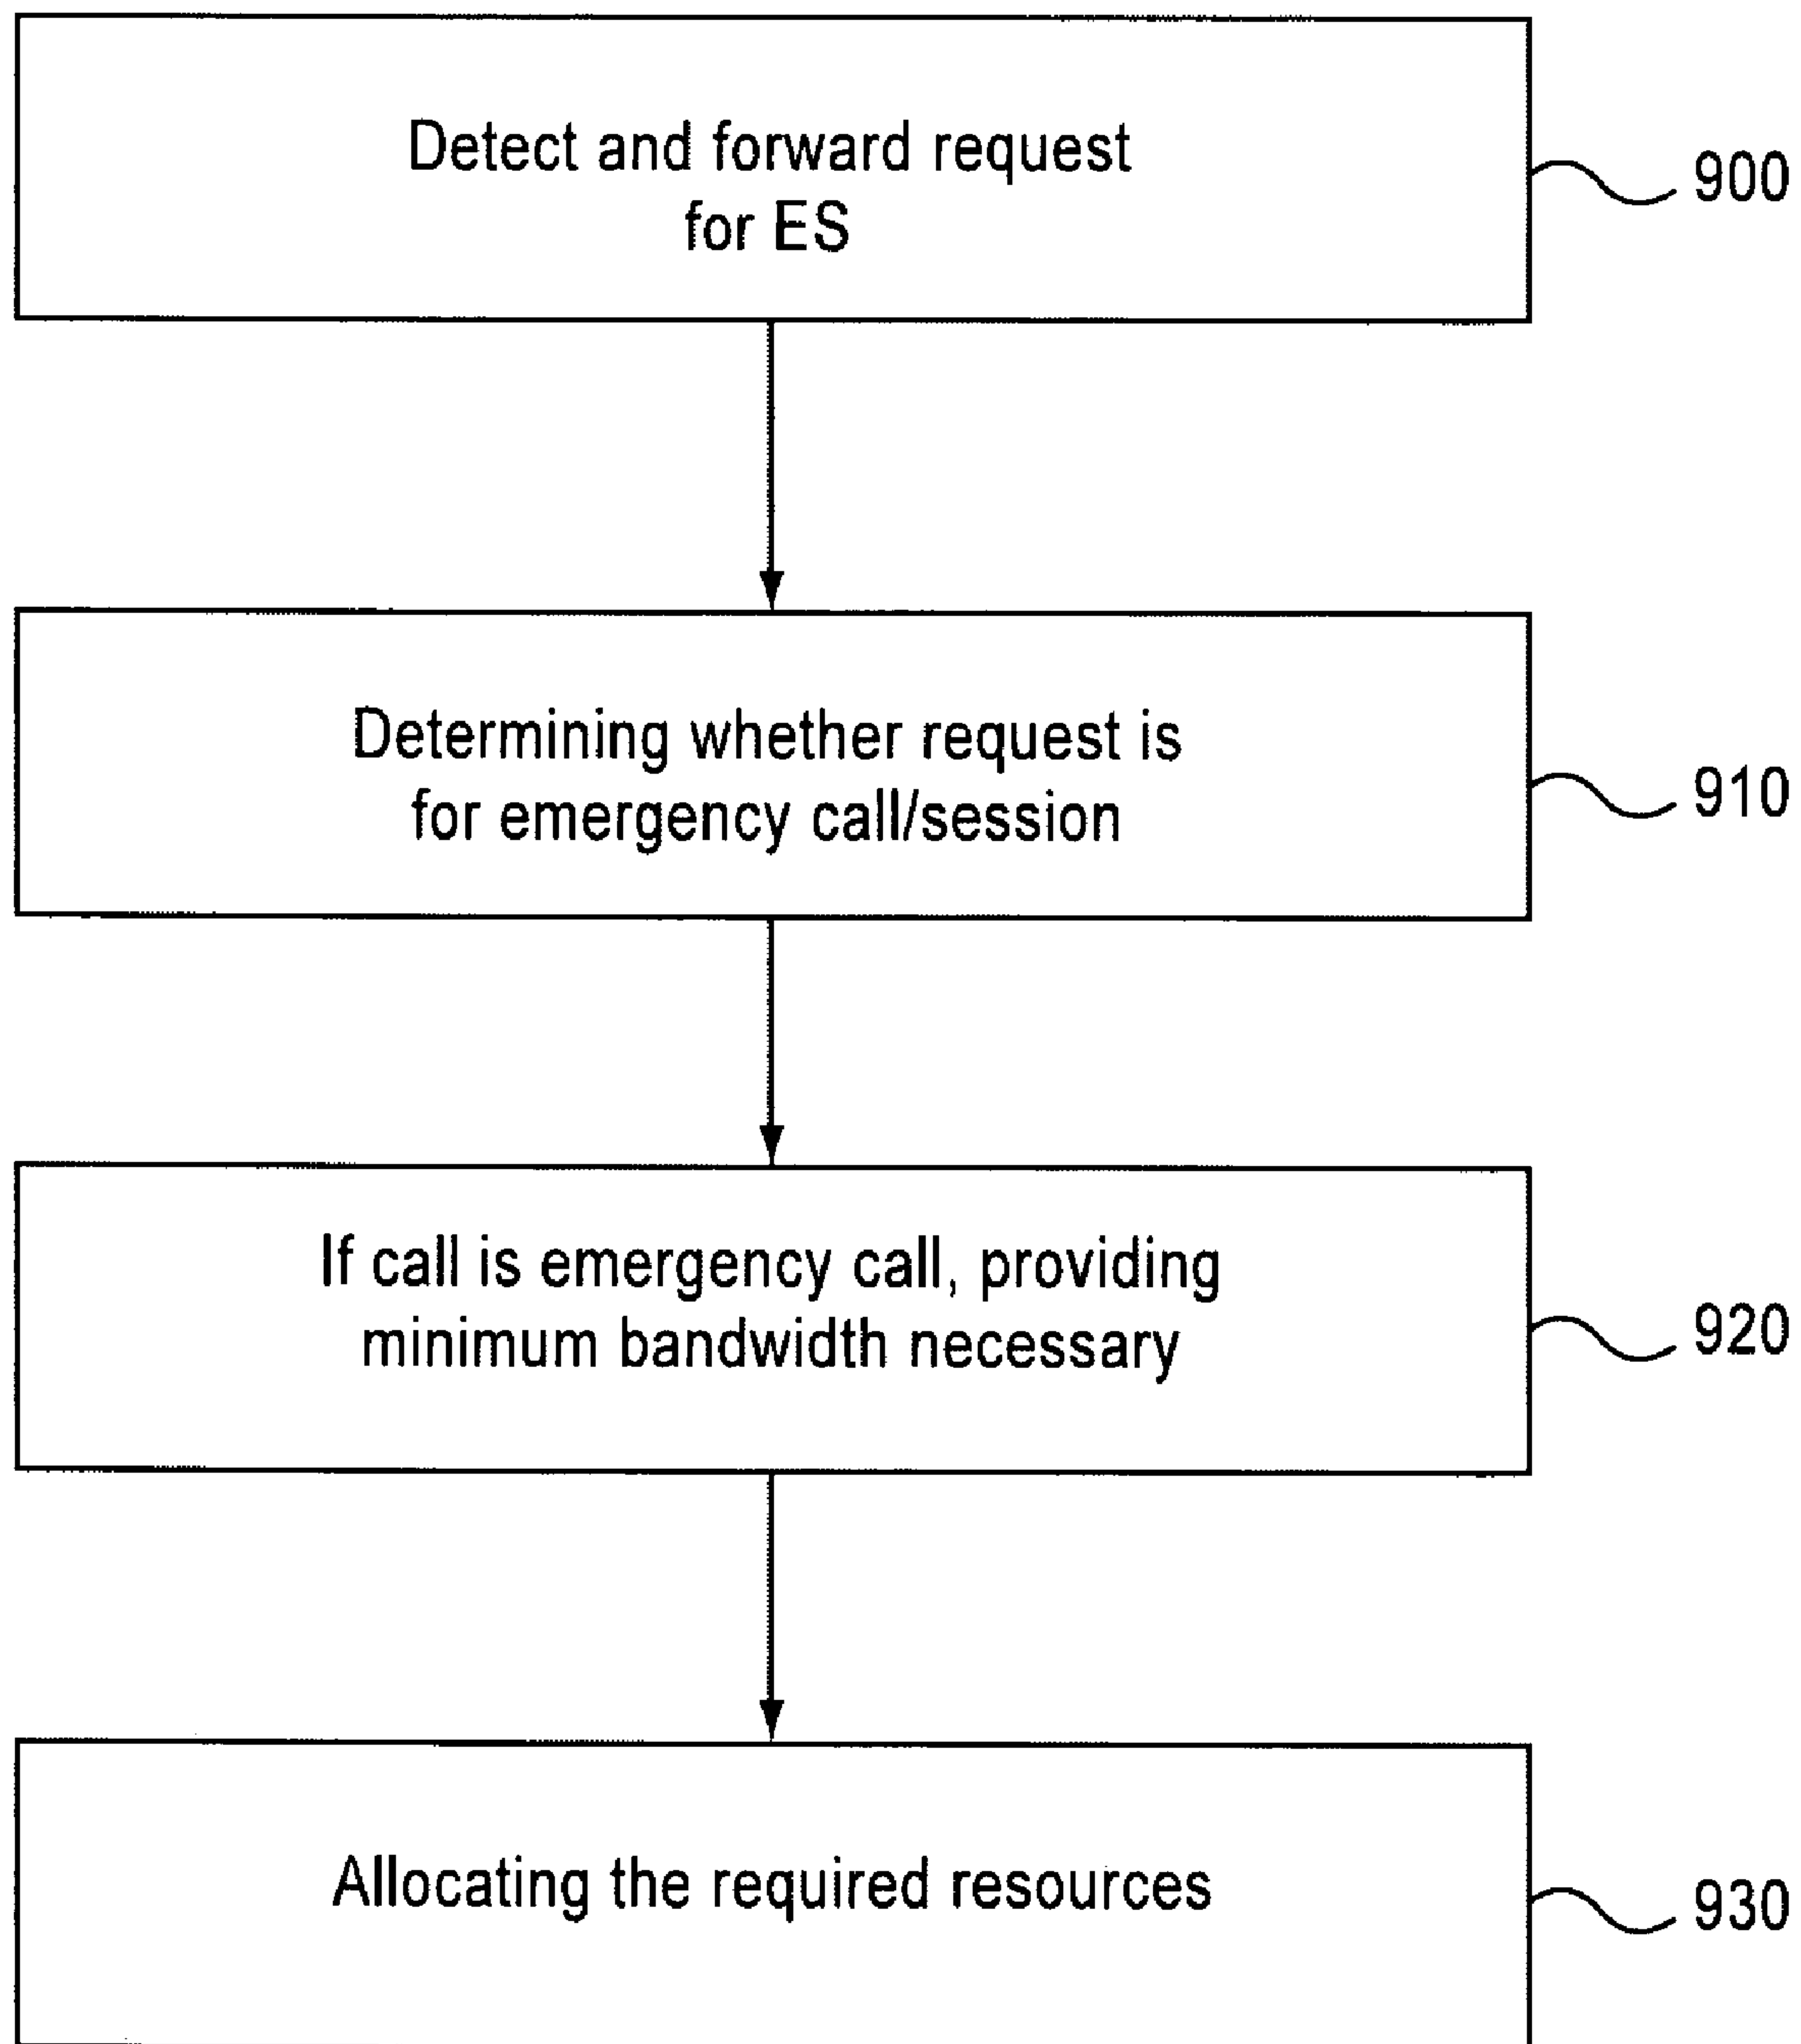 Detect and forward request
for ES
900
Determining whether request is
for emergency call/session
910
If call is emergency call, providing
minimum bandwidth necessary
920
Allocating the required resources
930